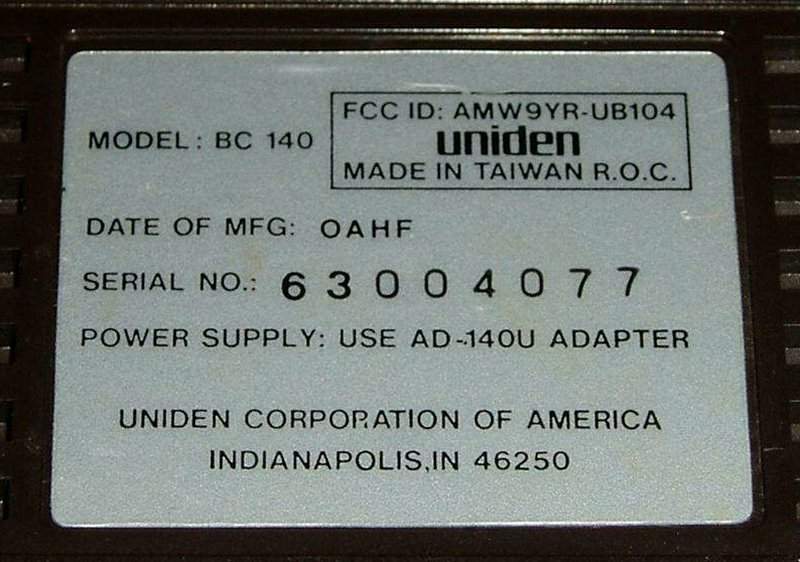 MODEL: BC 140
FCC ID: AMW9YR-UB104
uniden
MADE IN TAIWAN R.O.C.
DATE OF MFG: OAHF
SERIAL NO.: 63004077
POWER SUPPLY: USE AD-140U ADAPTER
UNIDEN CORPORATION OF AMERICA
INDIANAPOLIS,IN 46250